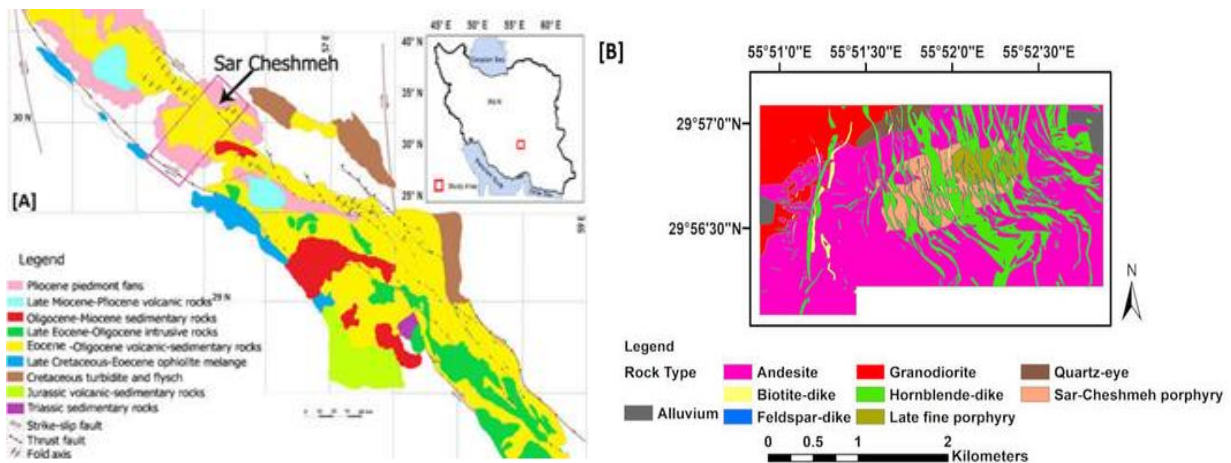 45° E 50° E 55° E 60° E
40° N
35° N
30° N
25° N
Caspian Sea
IRAN
Study Area
57 E
Sar Cheshmeh
30 N
[A]
59 E
29 N
Legend
Pliocene piedmont fans
Late Miocene-Pliocene volcanic rocks
Oligocene-Miocene sedimentary rocks
Late Eocene-Oligocene intrusive rocks
Eocene -Oligocene volcanic-sedimentary rocks
Late Cretaceous-Eoecene ophiolite melange
Cretaceous turbidite and flysch
Jurassic volcanic-sedimentary rocks
Triassic sedimentary rocks
Strike-slip fault
Thrust fault
Fold axis
[B]
55°51'0"E 55°51'30"E 55°52'0"E 55°52'30"E
29°57'0"N
29°56'30"N
N
Legend
Rock Type
Andesite
Granodiorite
Quartz-eye
Biotite-dike
Hornblende-dike
Sar-Cheshmeh porphyry
Alluvium
Feldspar-dike
Late fine porphyry
0 0.5 1 2
Kilometers